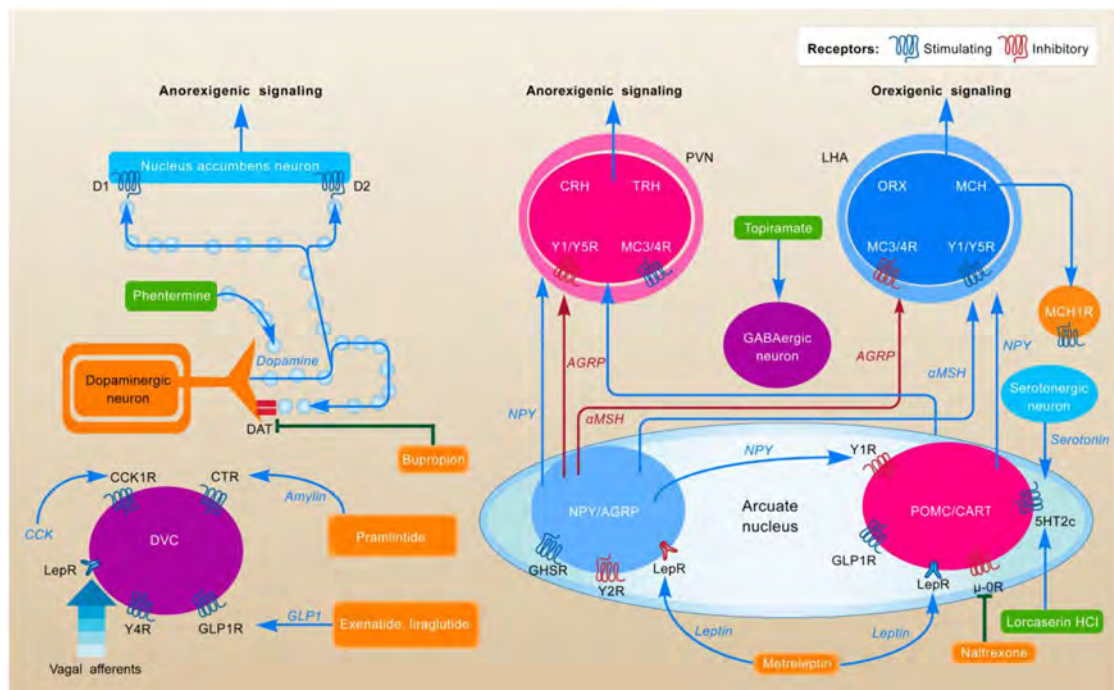 Receptors: Stimulating Inhibitory
Anorexigenic signaling
Nucleus accumbens neuron
D1
D2
Phentermine
Dopamine
Dopaminergic
neuron
DAT
Bupropion
CCK1R
CTR
Amylin
CCK
Pramlintide
DVC
LepR
Y4R
GLP1R
GLP1
Exenatide, liraglutide
Vagal afferents
Anorexigenic signaling
PVN
CRH
TRH
Y1/Y5R
MC3/4R
Orexigenic signaling
LHA
ORX
MCH
MC3/4R
Y1/Y5R
Topiramate
GABAergic
neuron
MCH1R
AGRP
AGRP
αMSH
NPY
NPY
αMSH
Serotonergic
neuron
Serotonin
NPY
Y1R
NPY/AGRP
Arcuate
nucleus
POMC/CART
5HT2c
GHSR
Y2R
LepR
GLP1R
LepR
μ-0R
Leptin
Leptin
Metreleptin
Naltrexone
Lorcaserin HCl